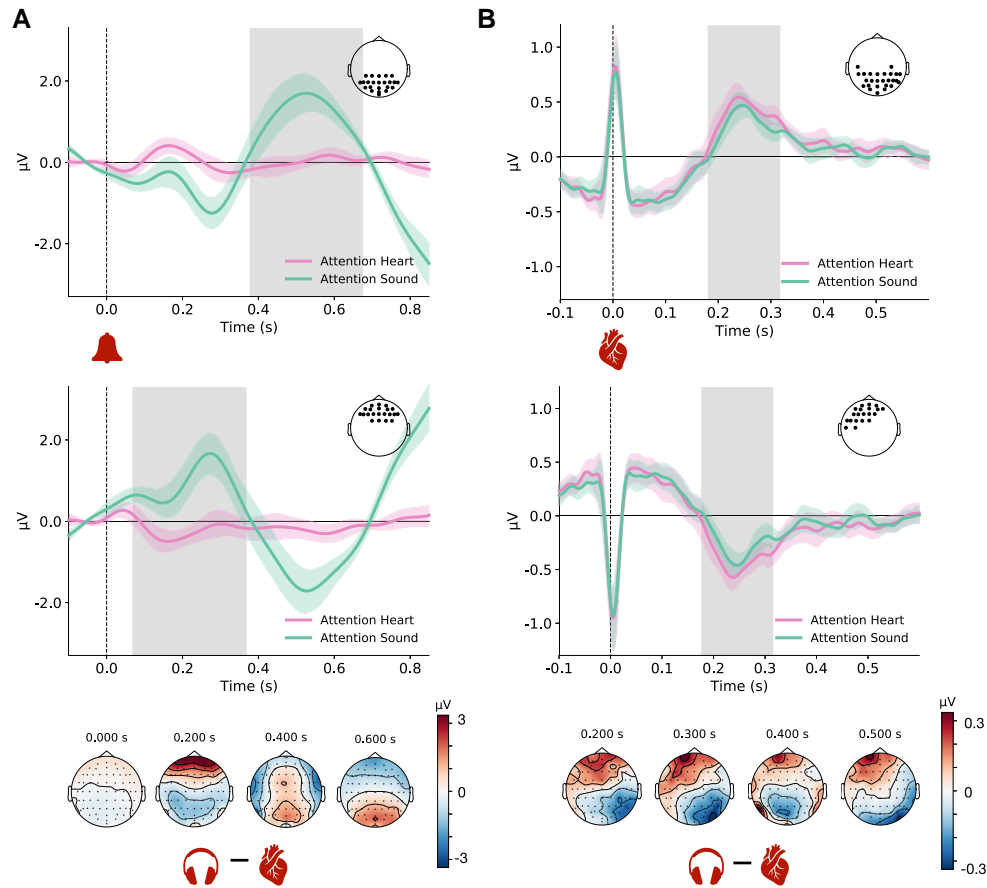 A
B
2.0
0.0
-2.0
µV
Attention Heart
Attention Sound
0.0
0.2
0.4
0.6
0.8
Time (s)
1.0
0.5
0.0
-0.5
-1.0
µV
Attention Heart
Attention Sound
-0.1
0.0
0.1
0.2
0.3
0.4
0.5
Time (s)
2.0
0.0
-2.0
µV
Attention Heart
Attention Sound
0.0
0.2
0.4
0.6
0.8
Time (s)
1.0
0.5
0.0
-0.5
-1.0
µV
Attention Heart
Attention Sound
-0.1
0.0
0.1
0.2
0.3
0.4
0.5
Time (s)
0.000 s
0.200 s
0.400 s
0.600 s
µV
3
0
-3
0.200 s
0.300 s
0.400 s
0.500 s
µV
0.3
0
-0.3